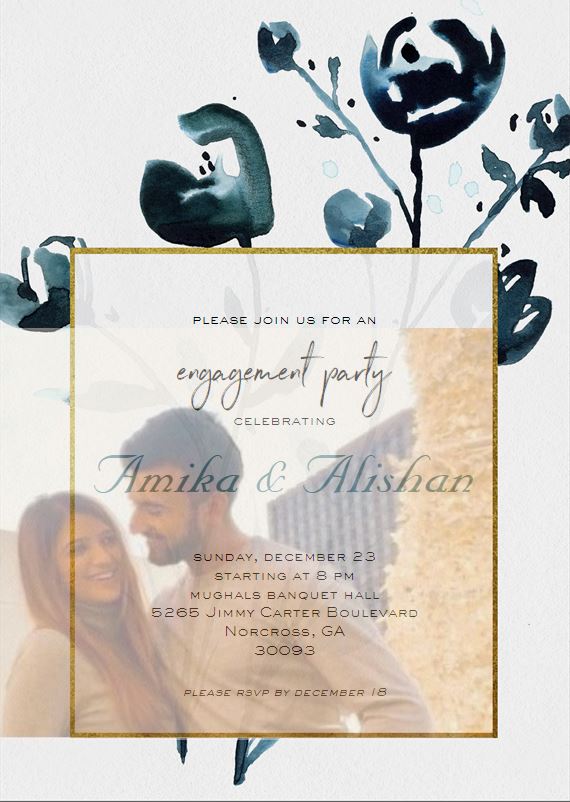 PLEASE JOIN US FOR AN
engagement party
CELEBRATING
Amika & Alishan
SUNDAY, DECEMBER 23
STARTING AT 8 PM
MUGHALS BANQUET HALL
5265 JIMMY CARTER BOULEVARD
NORCROSS, GA
30093
PLEASE RSVP BY DECEMBER 18